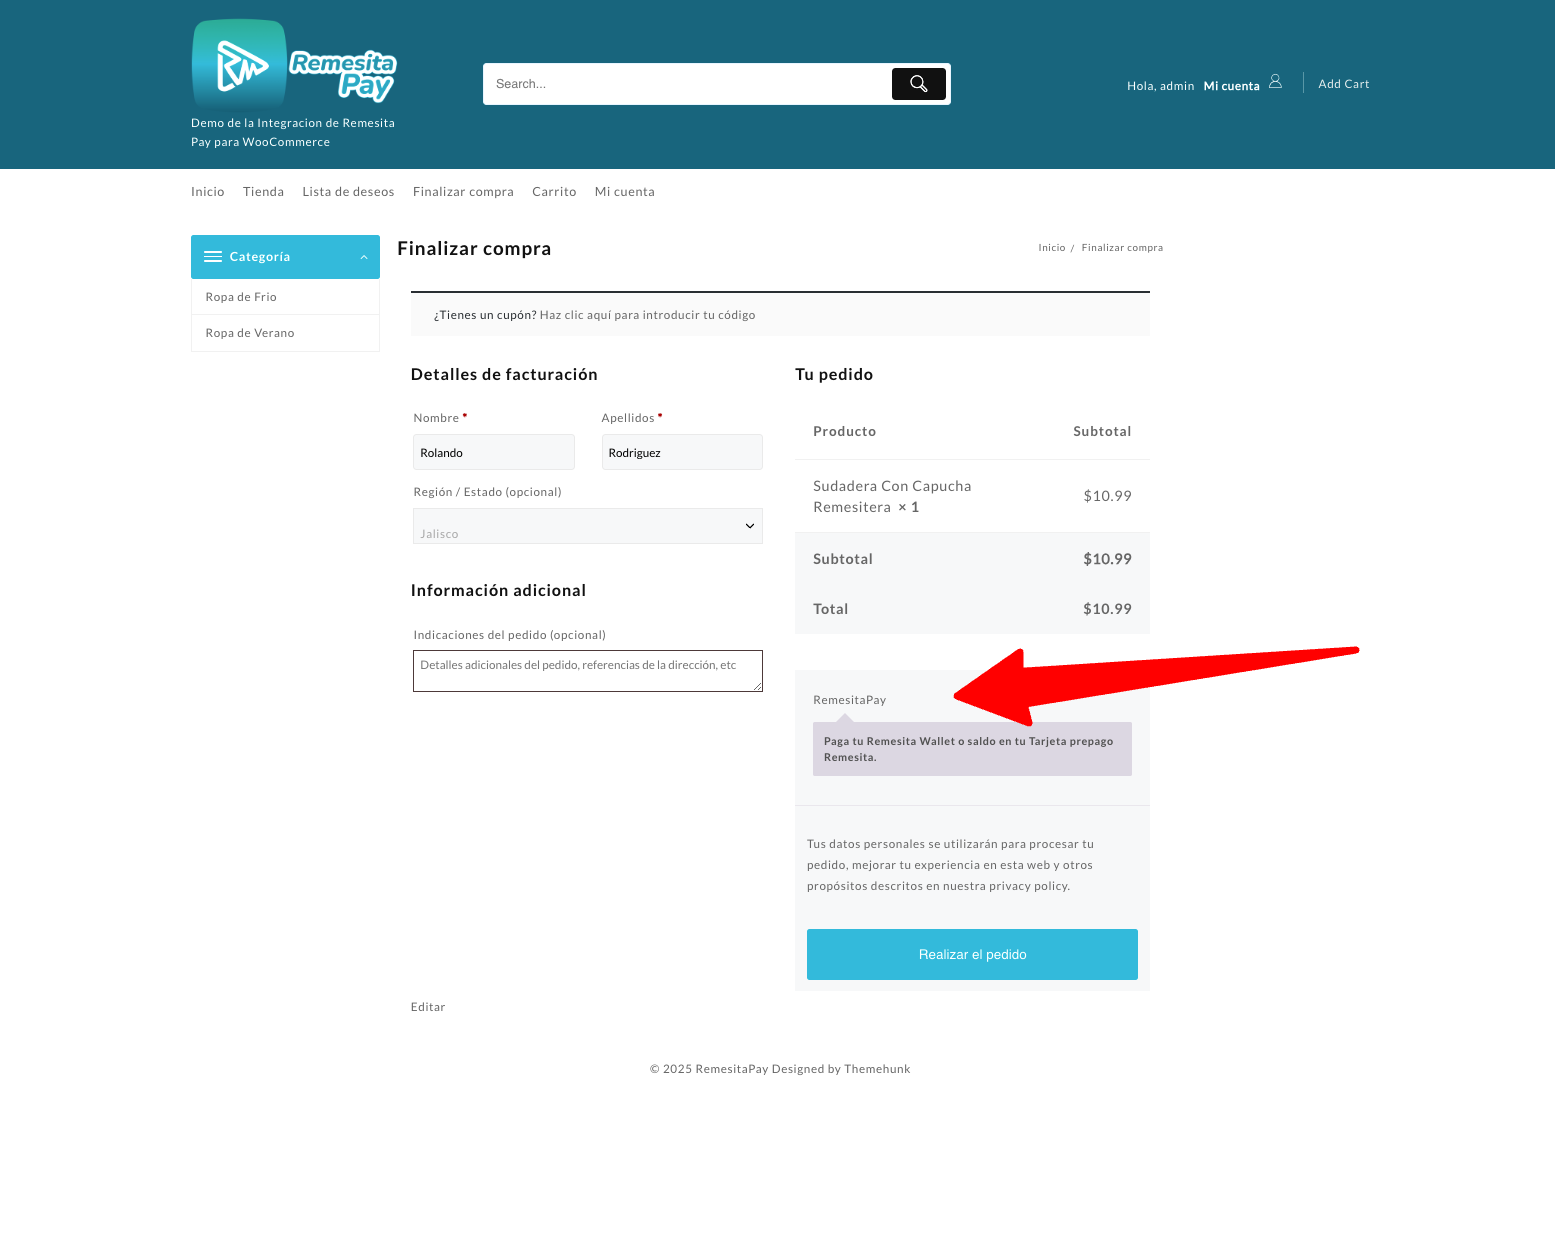 Remesita
Pay
Demo de la Integracion de Remesita
Pay para WooCommerce
Search...
Hola, admin Mi cuenta
Add Cart
Inicio Tienda Lista de deseos Finalizar compra Carrito Mi cuenta
Categoría
Ropa de Frio
Ropa de Verano
Finalizar compra
Inicio / Finalizar compra
¿Tienes un cupón? Haz clic aquí para introducir tu código
Detalles de facturación
Nombre *
Apellidos *
Rolando
Rodriguez
Región / Estado (opcional)
Jalisco
Información adicional
Indicaciones del pedido (opcional)
Detalles adicionales del pedido, referencias de la dirección, etc
Tu pedido
Producto Subtotal
Sudadera Con Capucha
Remesitera × 1
$10.99
Subtotal $10.99
Total $10.99
RemesitaPay
Paga tu Remesita Wallet o saldo en tu Tarjeta prepago
Remesita.
Tus datos personales se utilizarán para procesar tu
pedido, mejorar tu experiencia en esta web y otros
propósitos descritos en nuestra privacy policy.
Realizar el pedido
Editar
© 2025 RemesitaPay Designed by Themehunk